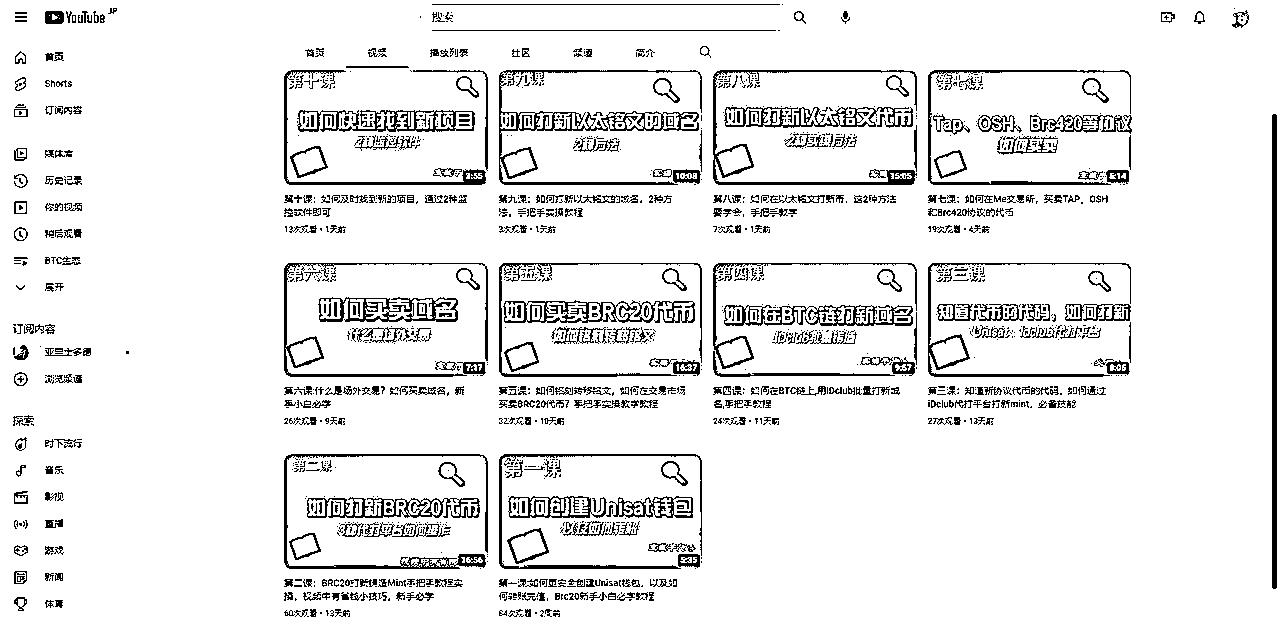 YouTube JP
搜索
首页
Shorts
订阅内容
媒体库
历史记录
你的视频
稍后观看
BTC生态
展开
订阅内容
亚里士多德
浏览频道
探索
时下流行
音乐
影视
直播
游戏
新闻
体育
首页 视频 播放列表 社区 频道 简介
第十课
如何快速找到新项目
2种监控软件
3:55
第十课：如何及时找到新的项目，通过2种监
控软件即可
13次观看・1天前
第九课
如何打新以太铭文的域名
2种方法
10:08
第九课：如何打新以太铭文的域名，2种方
法，手把手实操教程
3次观看・1天前
第八课
如何打新以太铭文代币
2种实操方法
15:05
第八课：如何在以太铭文打新币，这2种方法
要学会，手把手教学
7次观看・1天前
第七课
Tap、OSH、Brc420等协议
如何买卖
第七课：如何在Me交易所，买卖TAP，OSH
和Brc420协议的代币
19次观看・4天前
第六课
如何买卖域名
什么是场外交易
7:17
第六课:什么是场外交易？如何买卖域名，新
手小白必学
26次观看・9天前
第五课
如何买卖BRC20代币
如何铭刻转移铭文
16:37
第五课：如何铭刻转移铭文，如何在交易市场
买卖BRC20代币？手把手实操教学教程
32次观看・10天前
第四课
如何在BTC链打新域名
IDclub批量铸造
9:57
第四课：如何在BTC链上,用IDclub批量打新域
名,手把手教程
24次观看・11天前
第三课
知道代币的代码，如何打新
Unisat、Idclub代打平台
8:05
第三课：知道新协议代币的代码，如何通过
iDclub代打平台打新mint，必备技能
27次观看・13天前
第二课
如何打新BRC20代币
16:56
第二课：BRC20打新铸造Mint手把手教程实
操，视频中有省钱小技巧，新手必学
60次观看・13天前
第一课
如何创建Unisat钱包
以及如何转账
5:35
第一课:如何更安全创建Unisat钱包，以及如
何转账充值，Brc20新手小白必学教程
64次观看・2周前